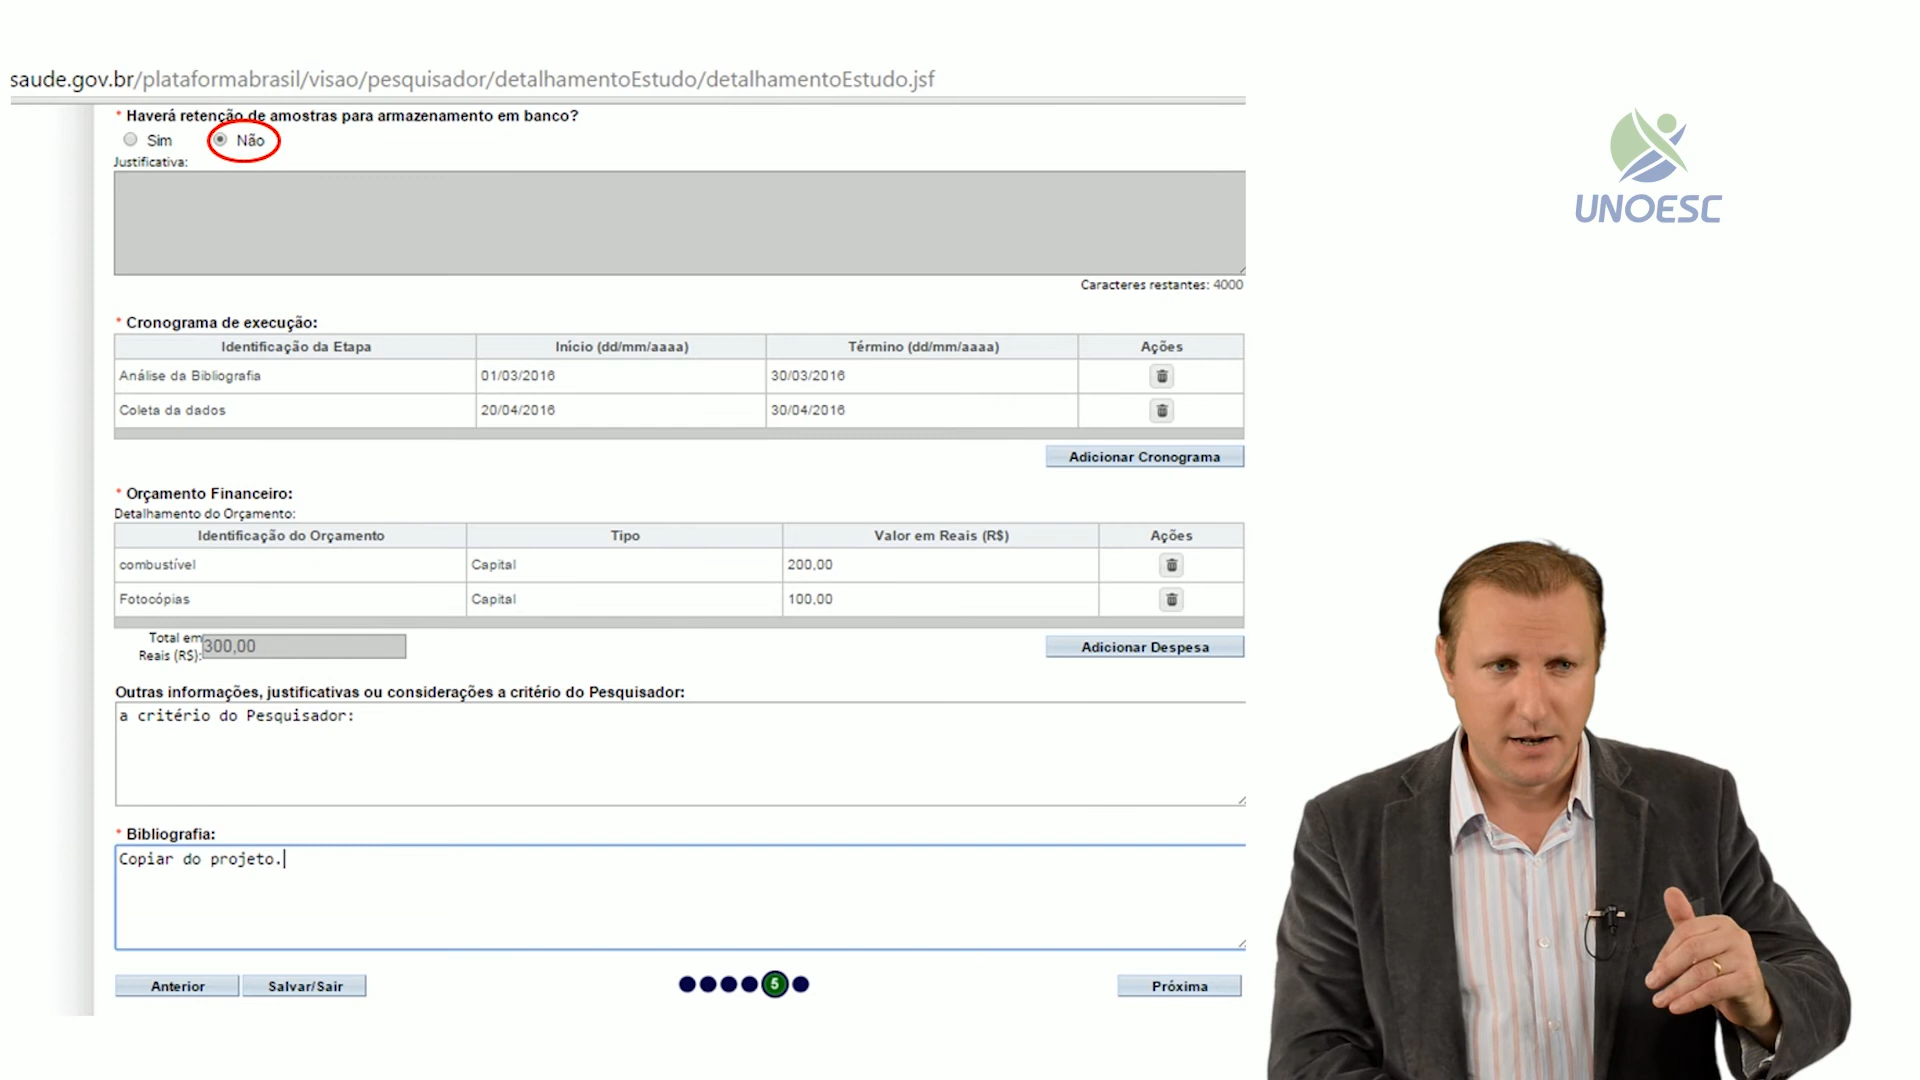 saude.gov.br/plataformabrasil/visao/pesquisador/detalhamentoEstudo/detalhamentoEstudo.jsf
* Haverá retenção de amostras para armazenamento em banco?
Sim Não
Justificativa:
Caracteres restantes: 4000
* Cronograma de execução:
Identificação da Etapa Início (dd/mm/aaaa) Término (dd/mm/aaaa) Ações
Análise da Bibliografia 01/03/2016 30/03/2016
Coleta da dados 20/04/2016 30/04/2016
Adicionar Cronograma
* Orçamento Financeiro:
Detalhamento do Orçamento:
Identificação do Orçamento Tipo Valor em Reais (R$) Ações
combustível Capital 200,00
Fotocópias Capital 100,00
Total em
Reais (R$): 300,00
Adicionar Despesa
Outras informações, justificativas ou considerações a critério do Pesquisador:
a critério do Pesquisador:
* Bibliografia:
Copiar do projeto.
Anterior Salvar/Sair 5 Próxima
UNOESC